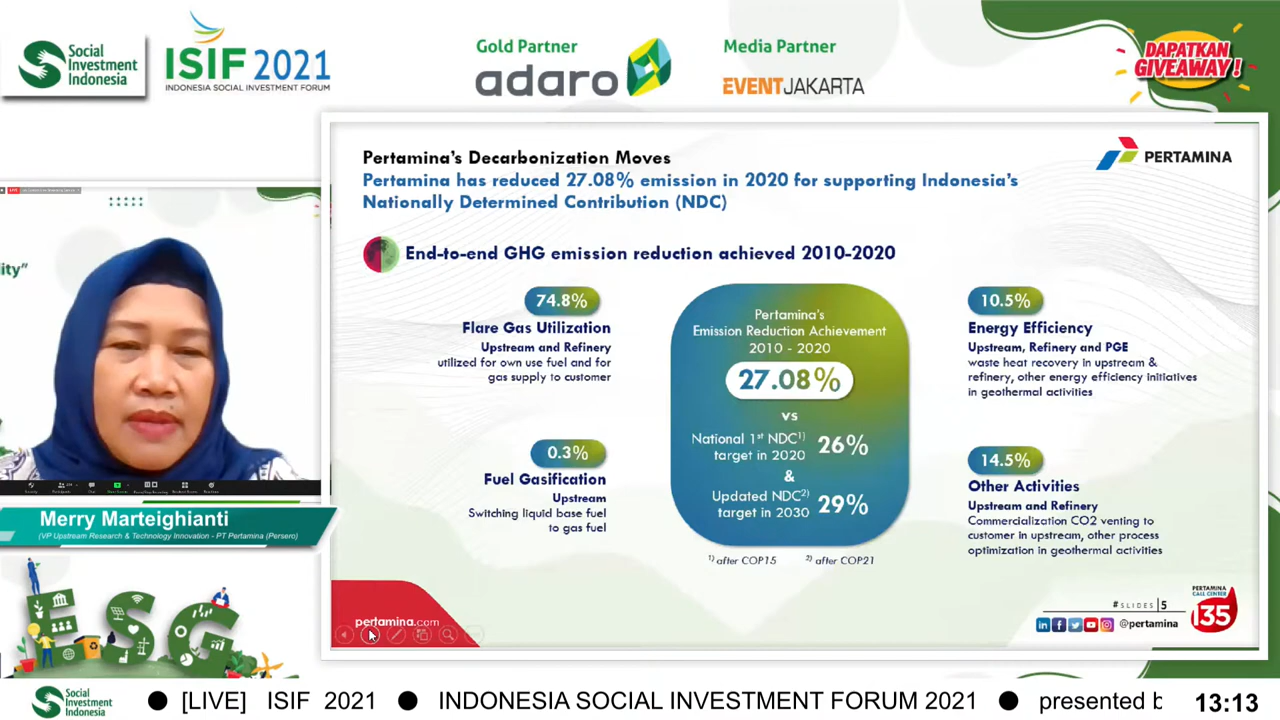 Social
Investment
Indonesia
ISIF 2021
INDONESIA SOCIAL INVESTMENT FORUM
Gold Partner
adaro
Media Partner
EVENTJAKARTA
DAPATKAN
GIVEAWAY !
LIVE
lity”
Merry Marteighianti
(VP Upstream Research & Technology Innovation - PT Pertamina (Persero)
ESG
Pertamina’s Decarbonization Moves
Pertamina has reduced 27.08% emission in 2020 for supporting Indonesia’s
Nationally Determined Contribution (NDC)
PERTAMINA
End-to-end GHG emission reduction achieved 2010-2020
74.8%
Flare Gas Utilization
Upstream and Refinery
utilized for own use fuel and for
gas supply to customer
0.3%
Fuel Gasification
Upstream
Switching liquid base fuel
to gas fuel
Pertamina’s
Emission Reduction Achievement
2010 - 2020
27.08%
vs
National 1st NDC1)
target in 2020
26%
&
Updated NDC2)
target in 2030
29%
1) after COP15 2) after COP21
10.5%
Energy Efficiency
Upstream, Refinery and PGE
waste heat recovery in upstream &
refinery, other energy efficiency initiatives
in geothermal activities
14.5%
Other Activities
Upstream and Refinery
Commercialization CO2 venting to
customer in upstream, other process
optimization in geothermal activities
pertamina.com
#SLIDES 5
@pertamina
PERTAMINA
CALL CENTER
135
Social
Investment
Indonesia
● [LIVE] ISIF 2021 ● INDONESIA SOCIAL INVESTMENT FORUM 2021 ● presented b
13:13